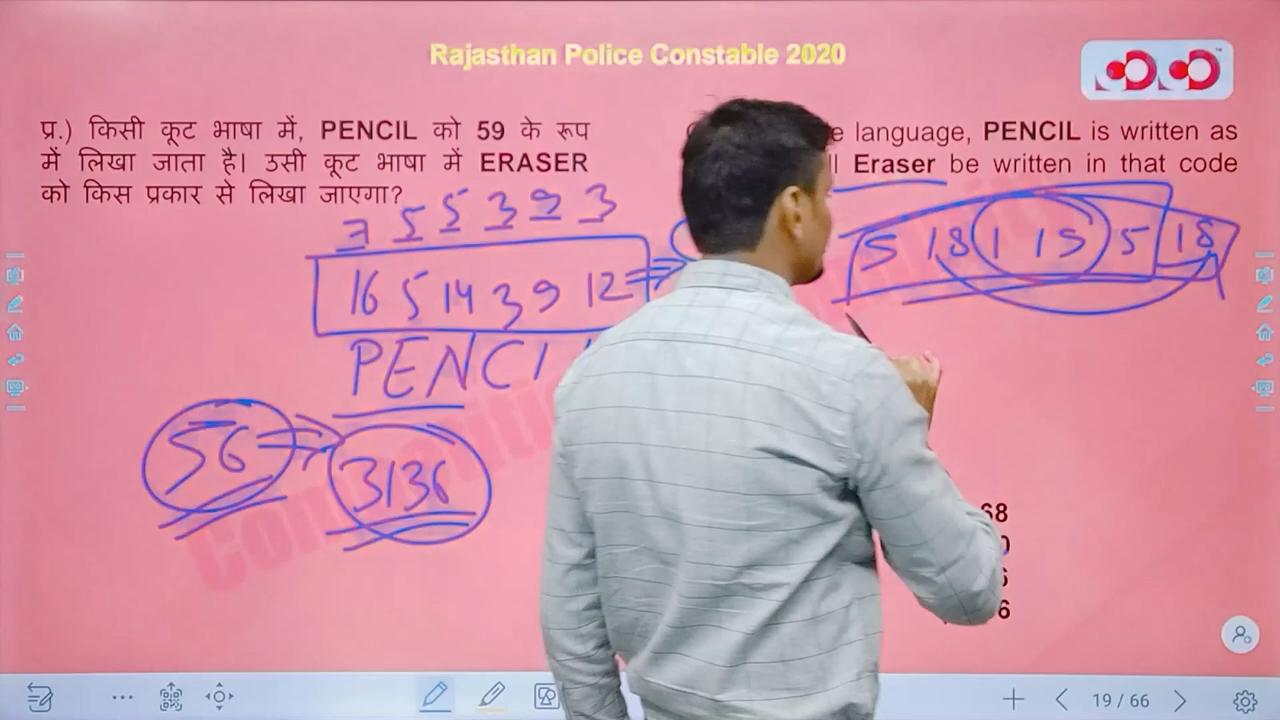 Rajasthan Police Constable 2020
प्र.) किसी कूट भाषा में, PENCIL को 59 के रूप
में लिखा जाता है। उसी कूट भाषा में ERASER
को किस प्रकार से लिखा जाएगा?
language, PENCIL is written as
Eraser be written in that code
7 5 5 3 9 3
16 5 14 3 9 12
PENCI
5 18 1 19 5 18
56
3136
68
6
19 / 66